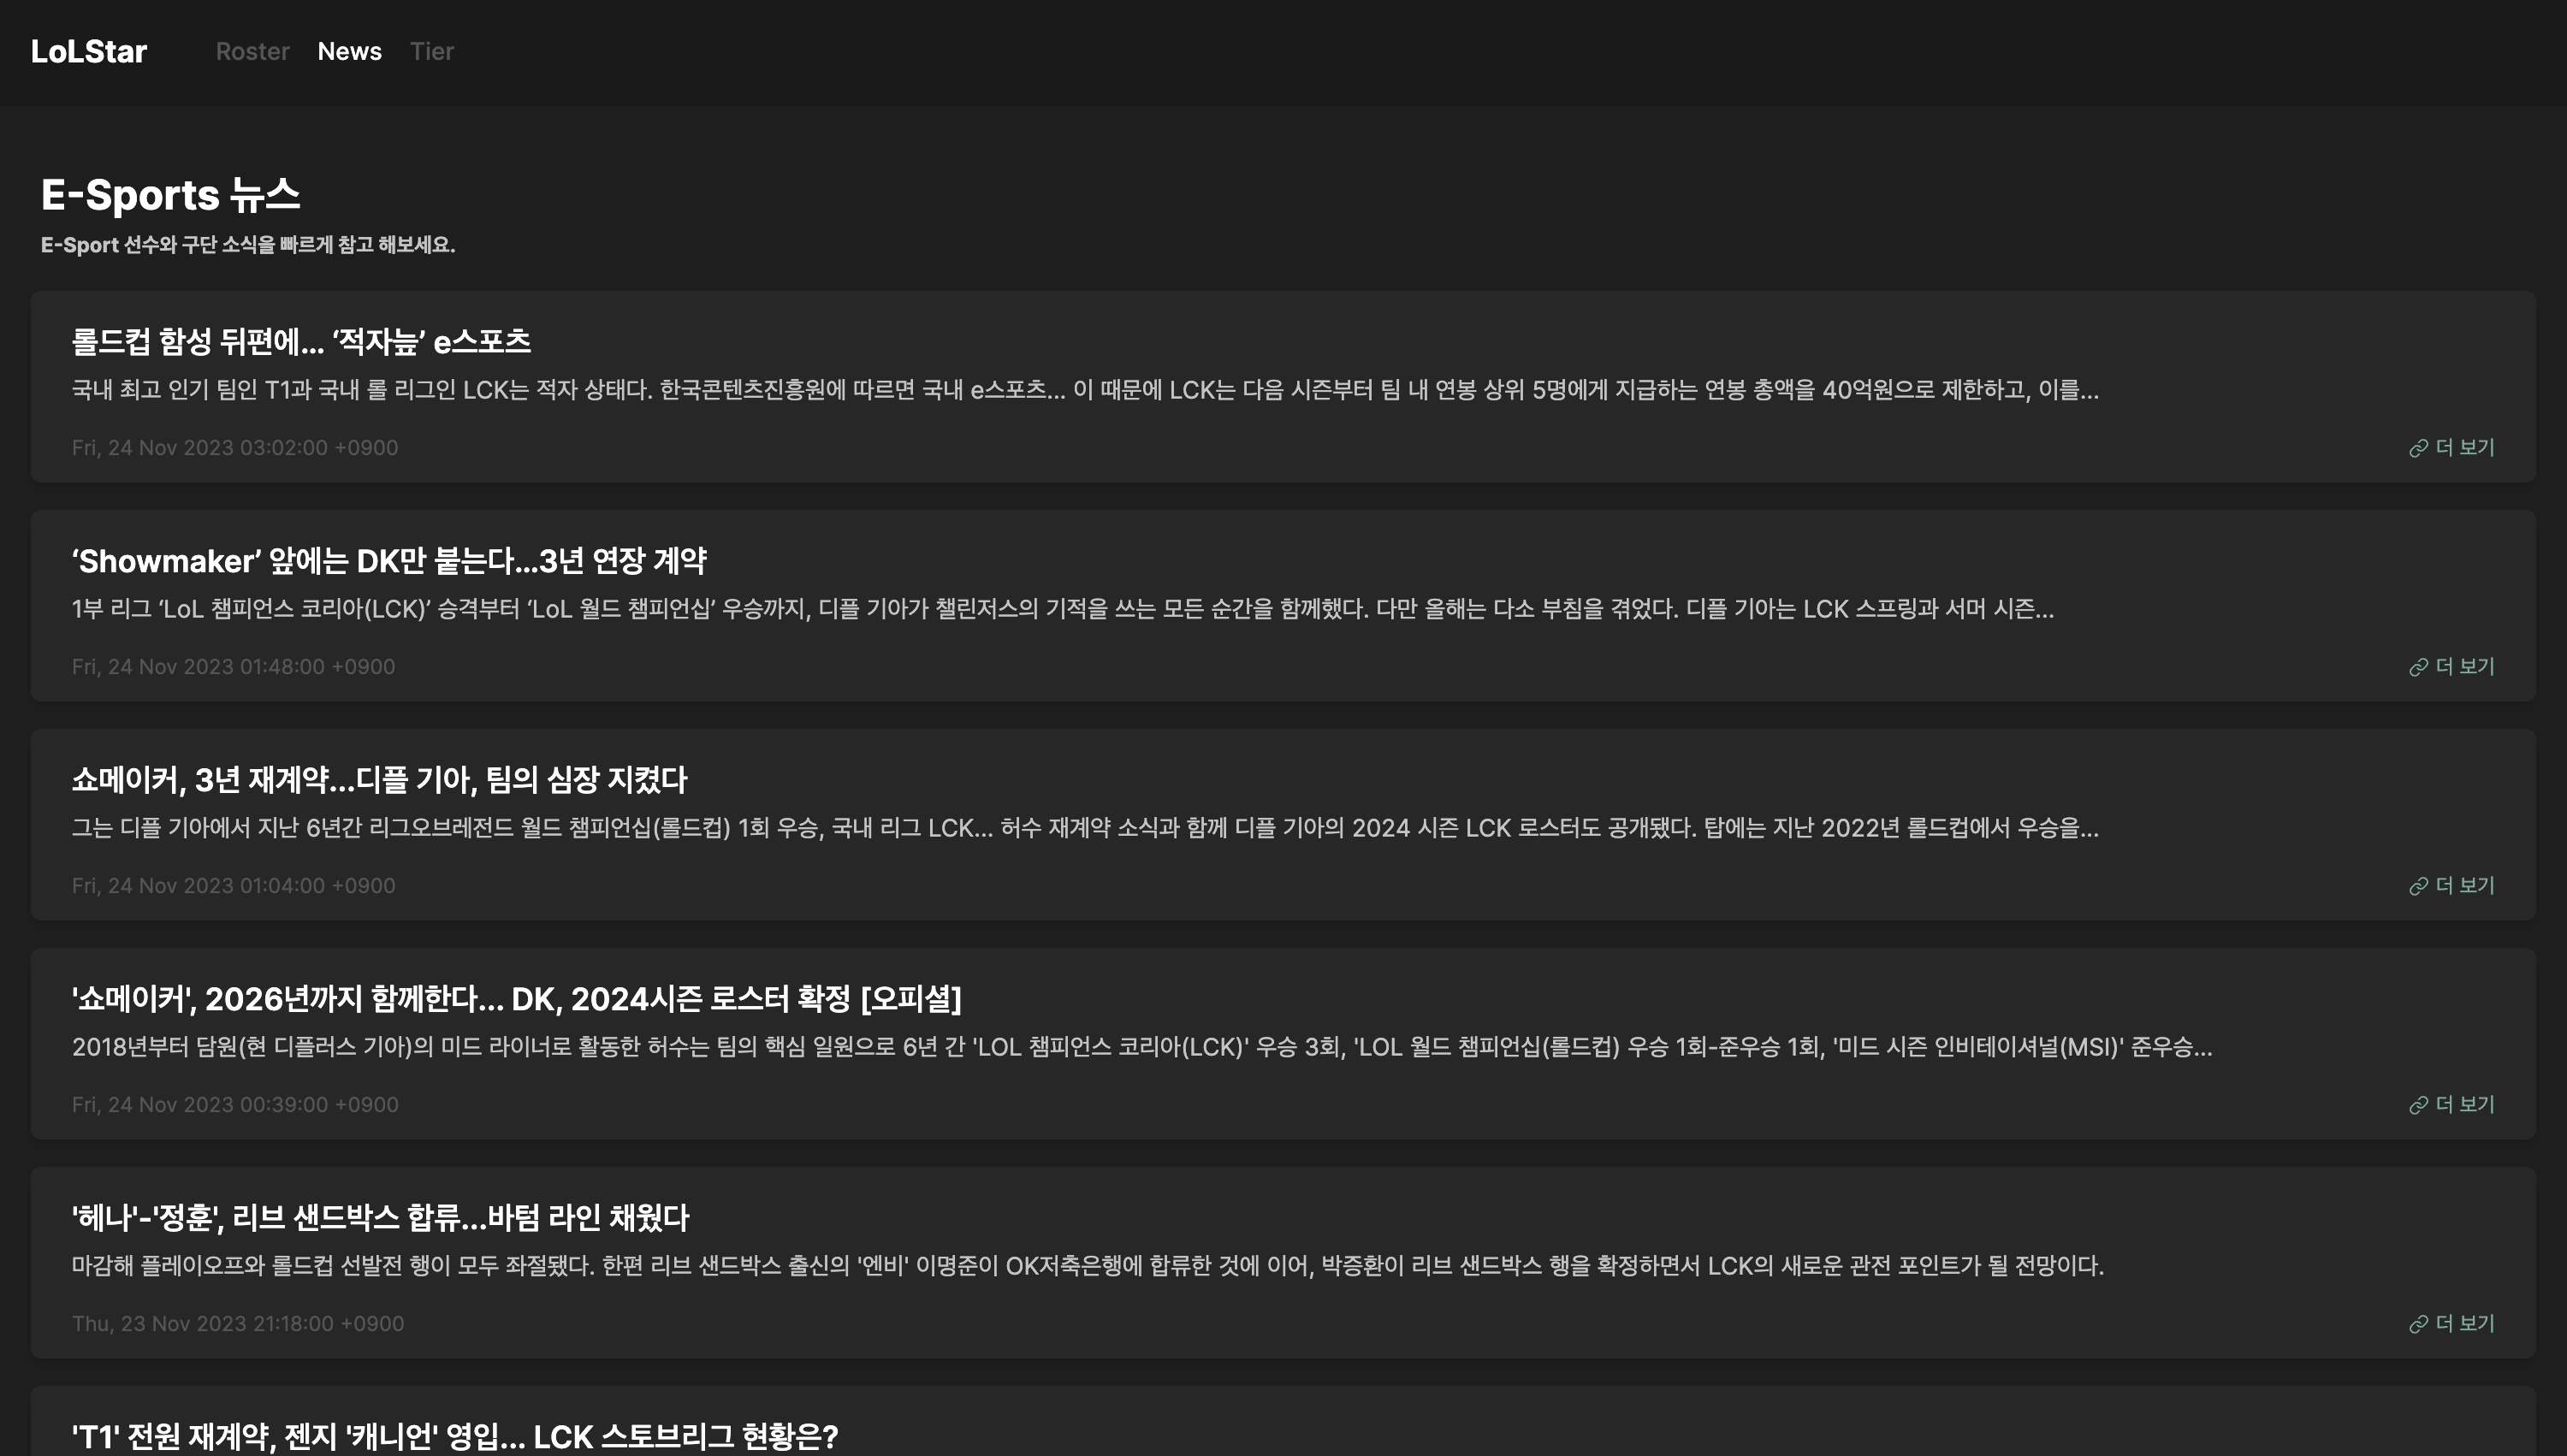 LoLStar Roster News Tier
E-Sports 뉴스
E-Sport 선수와 구단 소식을 빠르게 참고 해보세요.
롤드컵 함성 뒤편에… ‘적자늪’ e스포츠
국내 최고 인기 팀인 T1과 국내 롤 리그인 LCK는 적자 상태다. 한국콘텐츠진흥원에 따르면 국내 e스포츠... 이 때문에 LCK는 다음 시즌부터 팀 내 연봉 상위 5명에게 지급하는 연봉 총액을 40억원으로 제한하고, 이를...
Fri, 24 Nov 2023 03:02:00 +0900 더 보기
‘Showmaker’ 앞에는 DK만 붙는다…3년 연장 계약
1부 리그 ‘LoL 챔피언스 코리아(LCK)’ 승격부터 ‘LoL 월드 챔피언십’ 우승까지, 디플 기아가 챌린저스의 기적을 쓰는 모든 순간을 함께했다. 다만 올해는 다소 부침을 겪었다. 디플 기아는 LCK 스프링과 서머 시즌...
Fri, 24 Nov 2023 01:48:00 +0900 더 보기
쇼메이커, 3년 재계약…디플 기아, 팀의 심장 지켰다
그는 디플 기아에서 지난 6년간 리그오브레전드 월드 챔피언십(롤드컵) 1회 우승, 국내 리그 LCK... 허수 재계약 소식과 함께 디플 기아의 2024 시즌 LCK 로스터도 공개됐다. 탑에는 지난 2022년 롤드컵에서 우승을...
Fri, 24 Nov 2023 01:04:00 +0900 더 보기
'쇼메이커', 2026년까지 함께한다... DK, 2024시즌 로스터 확정 [오피셜]
2018년부터 담원(현 디플러스 기아)의 미드 라이너로 활동한 허수는 팀의 핵심 일원으로 6년 간 'LOL 챔피언스 코리아(LCK)' 우승 3회, 'LOL 월드 챔피언십(롤드컵) 우승 1회-준우승 1회, '미드 시즌 인비테이셔널(MSI)' 준우승...
Fri, 24 Nov 2023 00:39:00 +0900 더 보기
'헤나'-'정훈', 리브 샌드박스 합류…바텀 라인 채웠다
마감해 플레이오프와 롤드컵 선발전 행이 모두 좌절됐다. 한편 리브 샌드박스 출신의 '엔비' 이명준이 OK저축은행에 합류한 것에 이어, 박증환이 리브 샌드박스 행을 확정하면서 LCK의 새로운 관전 포인트가 될 전망이다.
Thu, 23 Nov 2023 21:18:00 +0900 더 보기
'T1' 전원 재계약, 젠지 '캐니언' 영입... LCK 스토브리그 현황은?